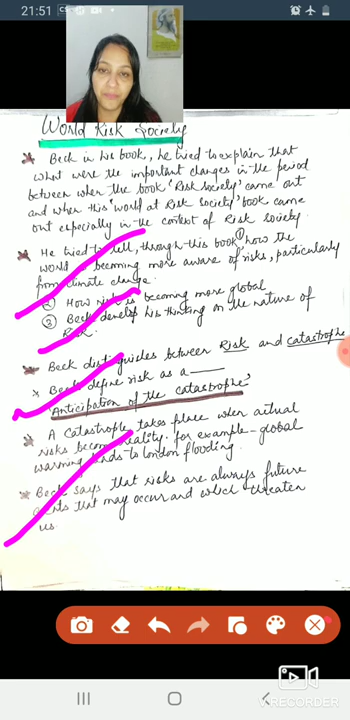 21:51
World Risk Society
Beck in his book, he tried to explain that
what were the important changes in the period
between when the book 'Risk Society' came out
and when this 'world at Risk Society' book came
out especially in the context of Risk society.
He tried to tell, through this book ① how the
world becoming more aware of risks, particularly
from climate change.
② How risk is becoming more global
③ Beck develop his thinking on the nature of
Risk.
Beck distinguishes between Risk and catastrophe
x Beck define risk as a ——
'Anticipation of the catastrophe'
A catastrophe takes place when actual
risks become reality. for example - global
warming leads to london flooding.
Beck says that risks are always future
that may occur and which threaten
us.
VRECORDER